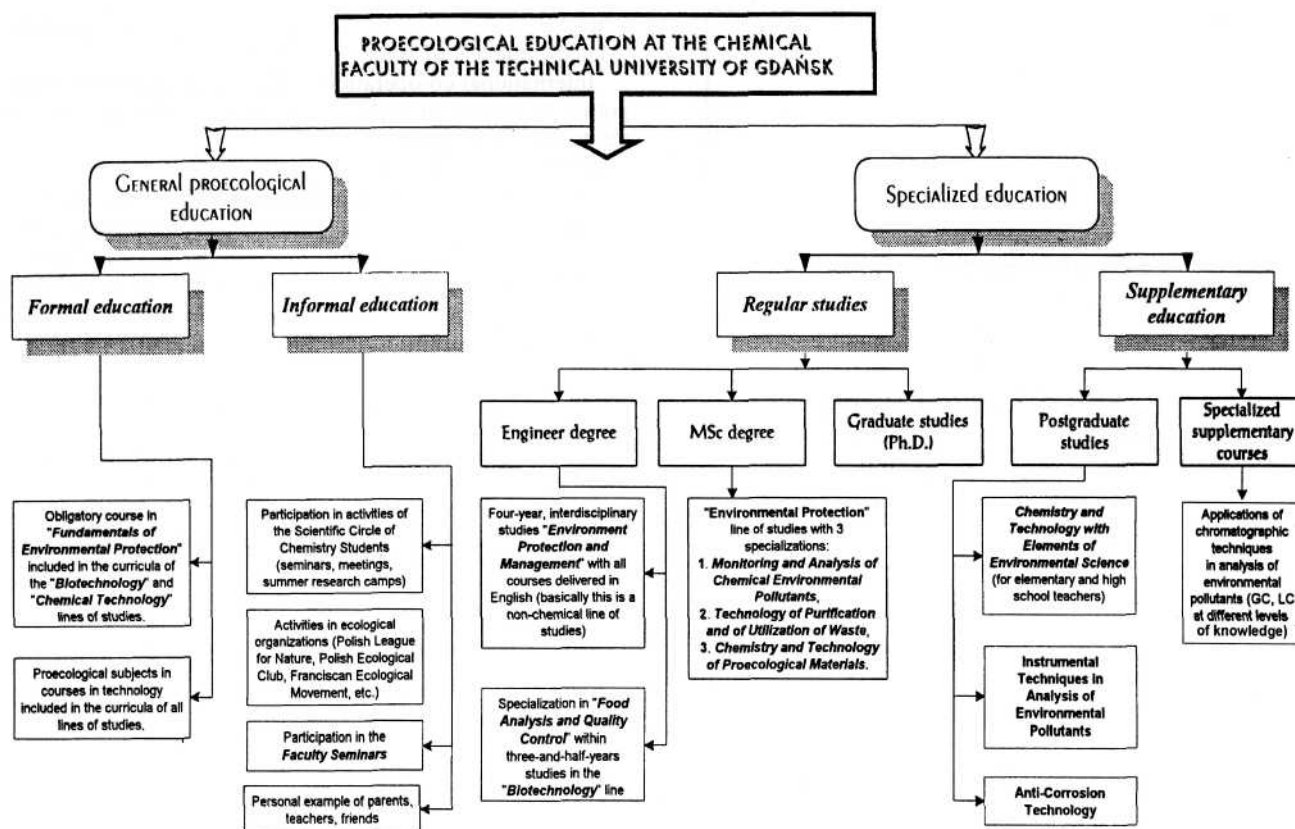 PROECOLOGICAL EDUCATION AT THE CHEMICAL
FACULTY OF THE TECHNICAL UNIVERSITY OF GDAŃSK
GENERAL PROECOLOGICAL
EDUCATION
SPECIALIZED EDUCATION
Formal education
Informal education
Regular studies
Supplementary
education
Engineer degree
MSc degree
Graduate studies
(Ph.D.)
Postgraduate
studies
Specialized
supplementary
courses
Obligatory course in
"Fundamentals of
Environmental Protection"
included in the curricula of
the "Biotechnology" and
"Chemical Technology"
lines of studies.
Proecological subjects in
courses in technology
included in the curricula of all
lines of studies.
Participation in activities of
the Scientific Circle of
Chemistry Students
(seminars, meetings,
summer research camps)
Activities in ecological
organizations (Polish League
for Nature, Polish Ecological
Club, Franciscan Ecological
Movement, etc.)
Participation in the
Faculty Seminars
Personal example of parents,
teachers, friends
Four-year, interdisciplinary
studies "Environment
Protection and
Management" with all
courses delivered in
English (basically this is a
non-chemical line of
studies)
Specialization in "Food
Analysis and Quality
Control" within
three-and-half-years
studies in the
"Biotechnology" line
"Environmental Protection"
line of studies with 3
specializations:
1. Monitoring and Analysis of
Chemical Environmental
Pollutants,
2. Technology of Purification
and of Utilization of Waste,
3. Chemistry and Technology
of Proecological Materials.
Chemistry and
Technology with
Elements of
Environmental Science
(for elementary and high
school teachers)
Instrumental
Techniques in
Analysis of
Environmental
Pollutants
Anti-Corrosion
Technology
Applications of
chromatographic
techniques
in analysis of
environmental
pollutants (GC, LC
at different levels
of knowledge)